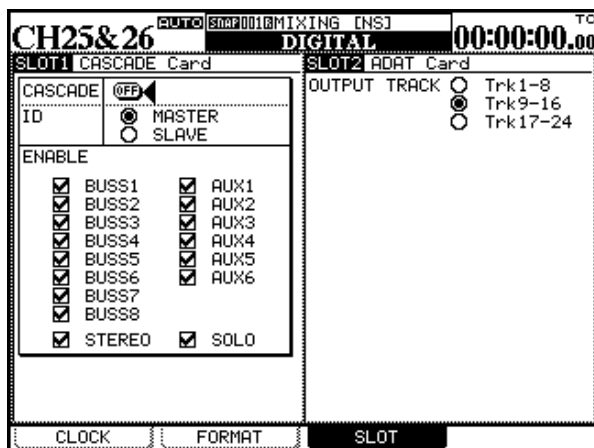 CH25&26 AUTO SNAP001 MIXING [NS] TC
DIGITAL 00:00:00.00
SLOT1 CASCADE Card
CASCADE OFF
ID MASTER
SLAVE
ENABLE
BUSS1 AUX1
BUSS2 AUX2
BUSS3 AUX3
BUSS4 AUX4
BUSS5 AUX5
BUSS6 AUX6
BUSS7
BUSS8
STEREO SOLO
SLOT2 ADAT Card
OUTPUT TRACK Trk1-8
Trk9-16
Trk17-24
CLOCK FORMAT SLOT